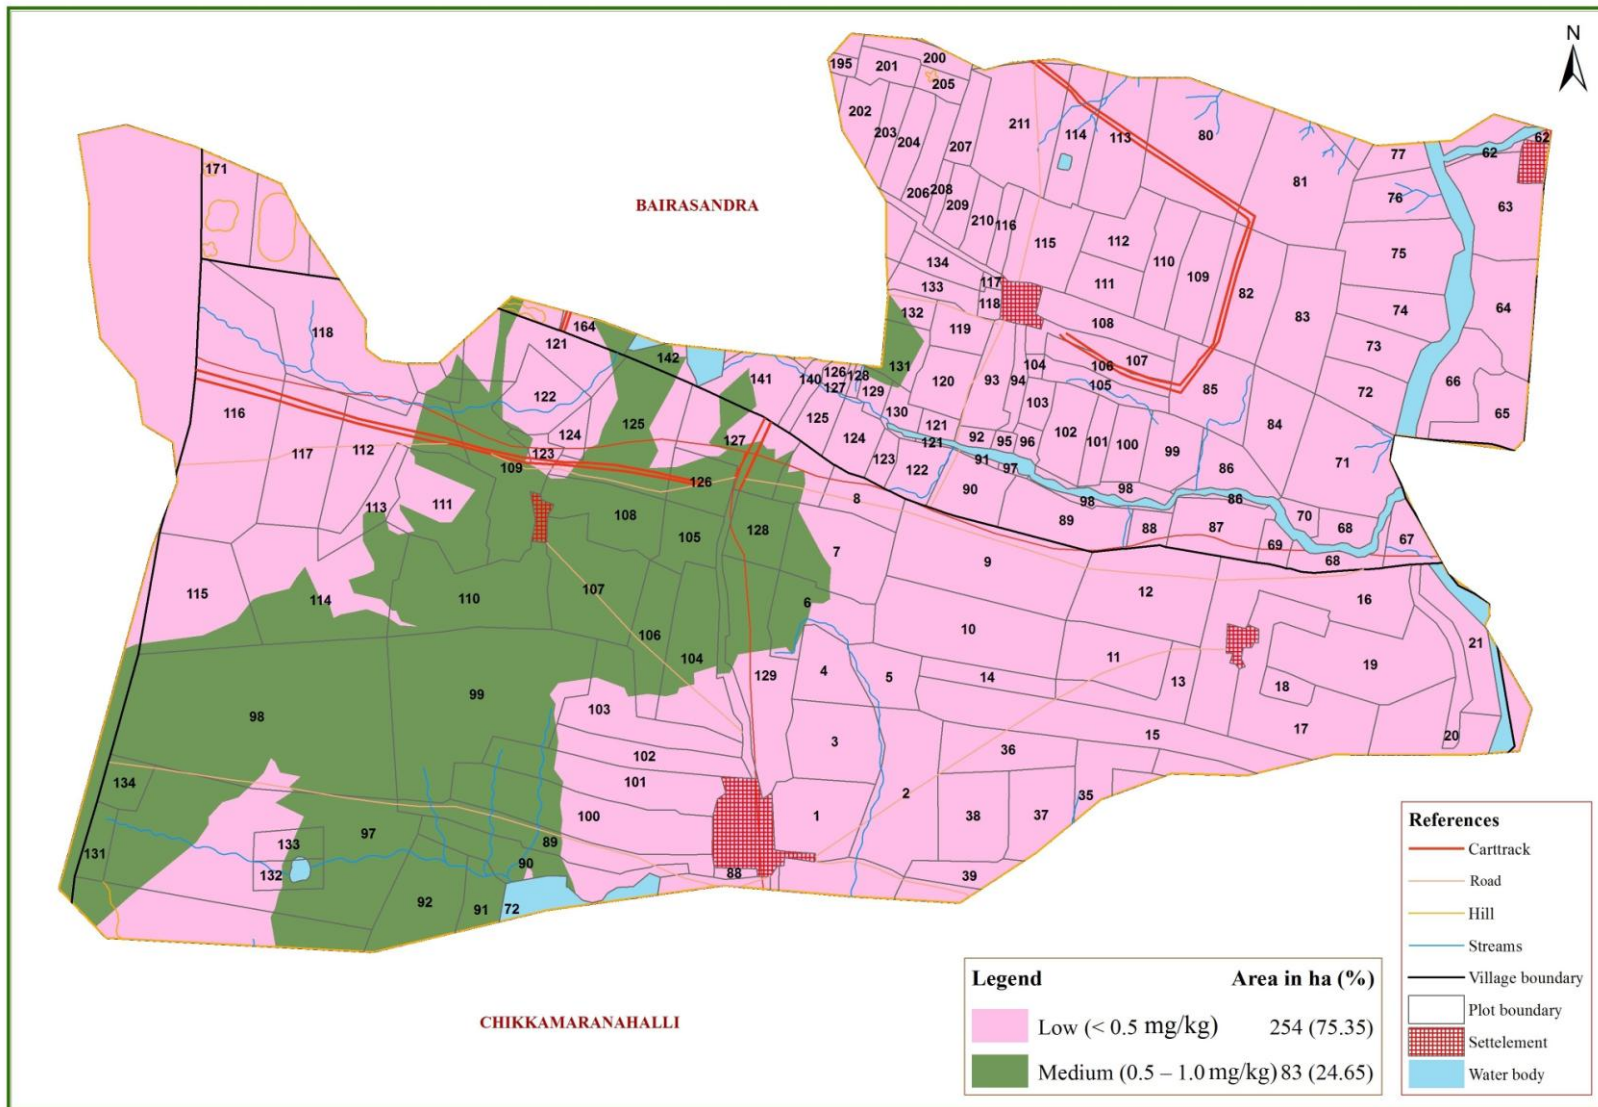 N
195 201 200
205
202 203 204 207 211 114 113 80 77 62 62
171 81 76 63
BAIRASANDRA
206 208 209 210 116 115 112 110 109 75
134 117 111 82 64
133 118 83 74
118 132 119 108 73
164 121 142 131 104 106 107 105
141 140 126 127 128 129 120 93 94 85 72 66 65
116 122 125 125 130 103 84
117 112 124 127 124 121 121 92 95 96 102 101 100 99 71
123 109 126 123 122 91 97 86
113 111 8 90 98 98 86
108 105 128 89 88 87 70 68 67
7 69 68
115 114 110 107 6 9 12 16
106 10 21
104 129 4 5 11 14 13 18 19
98 99 103 3 36 15 17 20
102
134 101 100 1 2 38 37 35
133 97 89
131 132 90 88 39
92 91 72
CHIKKAMARANAHALLI
Legend Area in ha (%)
Low (< 0.5 mg/kg) 254 (75.35)
Medium (0.5 – 1.0 mg/kg) 83 (24.65)
References
Carttrack
Road
Hill
Streams
Village boundary
Plot boundary
Settelement
Water body